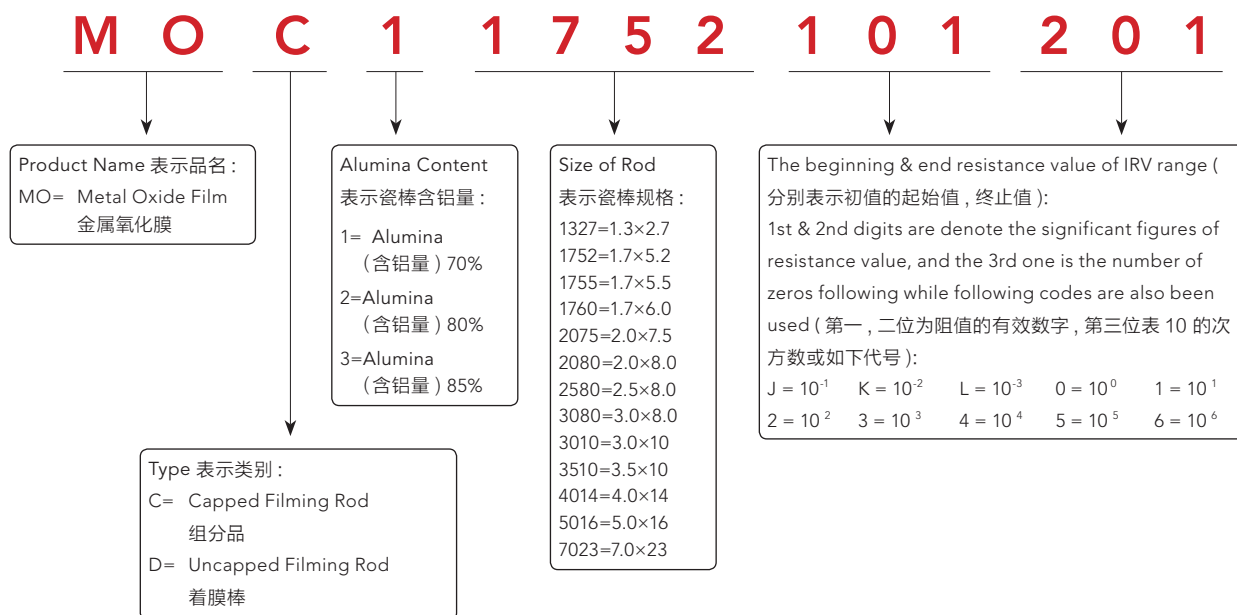 M O C 1 1 7 5 2 1 0 1 2 0 1
Product Name 表示品名 :
MO= Metal Oxide Film
金属氧化膜
Alumina Content
表示瓷棒含铝量 :
1= Alumina
( 含铝量 ) 70%
2=Alumina
( 含铝量 ) 80%
3=Alumina
( 含铝量 ) 85%
Size of Rod
表示瓷棒规格 :
1327=1.3×2.7
1752=1.7×5.2
1755=1.7×5.5
1760=1.7×6.0
2075=2.0×7.5
2080=2.0×8.0
2580=2.5×8.0
3080=3.0×8.0
3010=3.0×10
3510=3.5×10
4014=4.0×14
5016=5.0×16
7023=7.0×23
The beginning & end resistance value of IRV range (
分别表示初值的起始值 , 终止值 ):
1st & 2nd digits are denote the significant figures of
resistance value, and the 3rd one is the number of
zeros following while following codes are also been
used ( 第一 , 二位为阻值的有效数字 , 第三位表 10 的次
方数或如下代号 ):
J = 10⁻¹ K = 10⁻² L = 10⁻³ 0 = 10⁰ 1 = 10¹
2 = 10² 3 = 10³ 4 = 10⁴ 5 = 10⁵ 6 = 10⁶
Type 表示类别 :
C= Capped Filming Rod
组分品
D= Uncapped Filming Rod
着膜棒